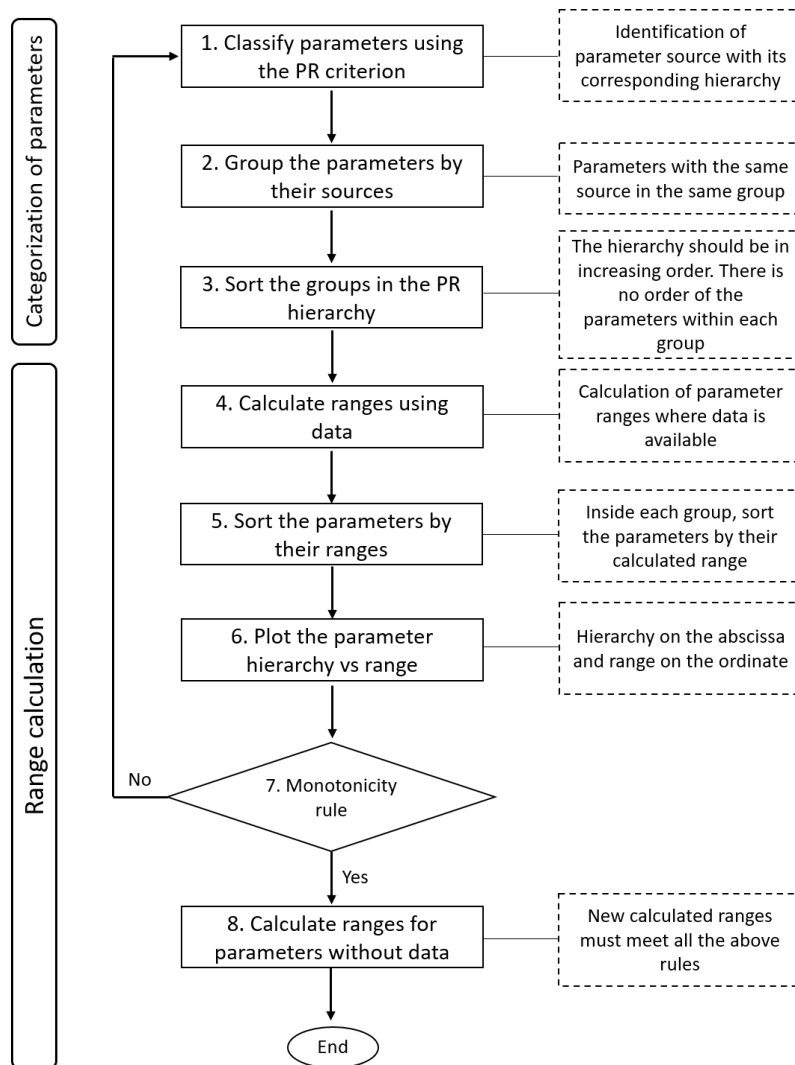 Categorization of parameters
1. Classify parameters using
the PR criterion
Identification of
parameter source with its
corresponding hierarchy
2. Group the parameters by
their sources
Parameters with the same
source in the same group
3. Sort the groups in the PR
hierarchy
The hierarchy should be in
increasing order. There is
no order of the
parameters within each
group
Range calculation
4. Calculate ranges using
data
Calculation of parameter
ranges where data is
available
5. Sort the parameters by
their ranges
Inside each group, sort
the parameters by their
calculated range
6. Plot the parameter
hierarchy vs range
Hierarchy on the abscissa
and range on the ordinate
7. Monotonicity
rule
No
Yes
8. Calculate ranges for
parameters without data
New calculated ranges
must meet all the above
rules
End